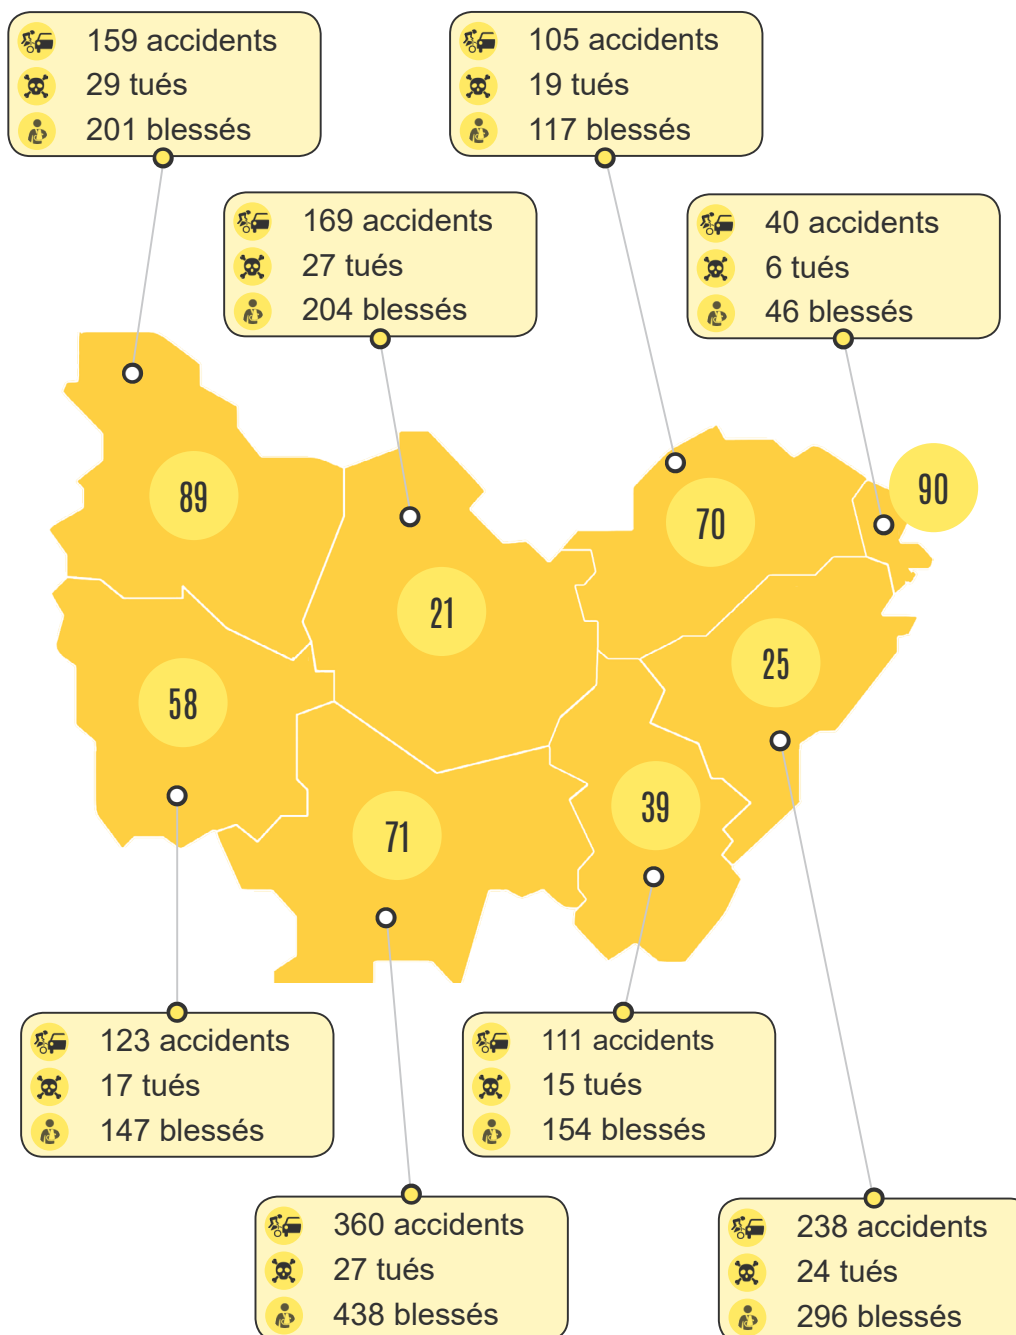 159 accidents
29 tués
201 blessés
105 accidents
19 tués
117 blessés
169 accidents
27 tués
204 blessés
40 accidents
6 tués
46 blessés
89
21
70
90
58
25
71
39
123 accidents
17 tués
147 blessés
111 accidents
15 tués
154 blessés
360 accidents
27 tués
438 blessés
238 accidents
24 tués
296 blessés